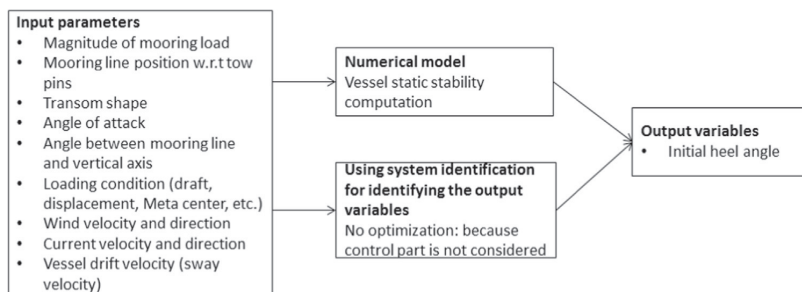 Input parameters
• Magnitude of mooring load
• Mooring line position w.r.t tow
pins
• Transom shape
• Angle of attack
• Angle between mooring line
and vertical axis
• Loading condition (draft,
displacement, Meta center, etc.)
• Wind velocity and direction
• Current velocity and direction
• Vessel drift velocity (sway
velocity)
Numerical model
Vessel static stability
computation
Using system identification
for identifying the output
variables
No optimization: because
control part is not considered
Output variables
• Initial heel angle